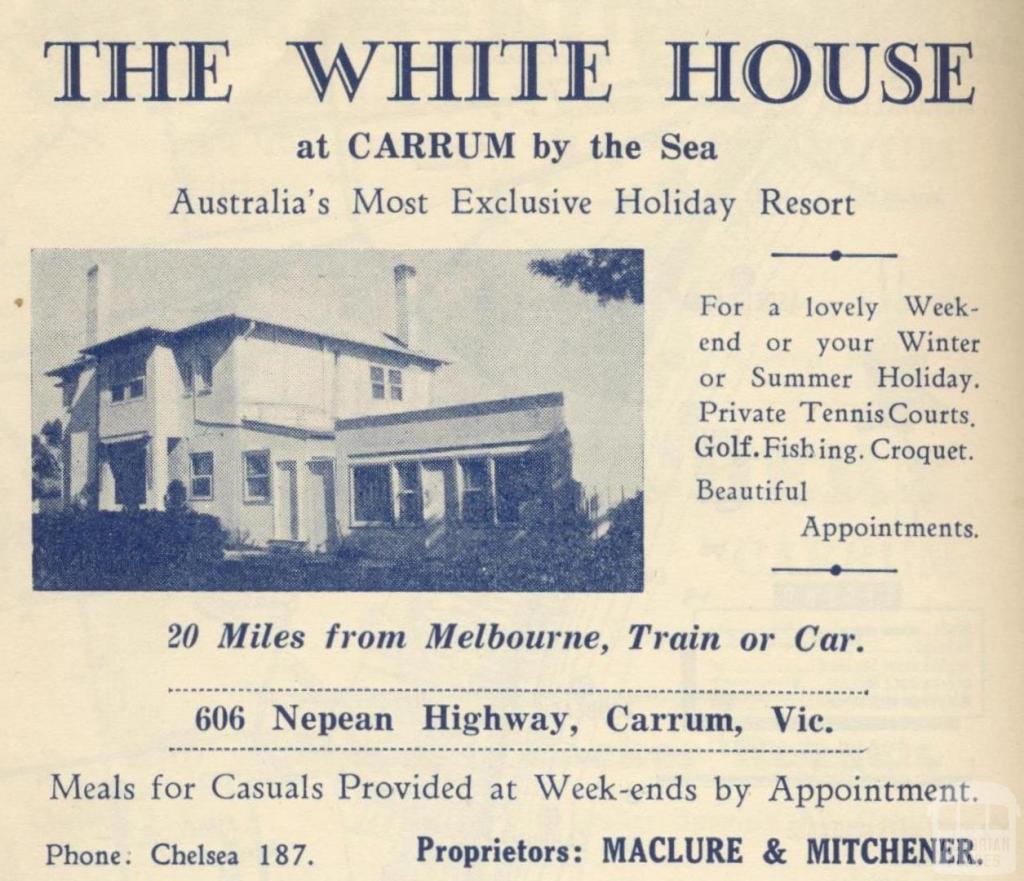 THE WHITE HOUSE
at CARRUM by the Sea
Australia's Most Exclusive Holiday Resort
For a lovely Week-
end or your Winter
or Summer Holiday.
Private Tennis Courts.
Golf. Fishing. Croquet.
Beautiful
Appointments.
20 Miles from Melbourne, Train or Car.
606 Nepean Highway, Carrum, Vic.
Meals for Casuals Provided at Week-ends by Appointment.
Phone: Chelsea 187.
Proprietors: MACLURE & MITCHENER.